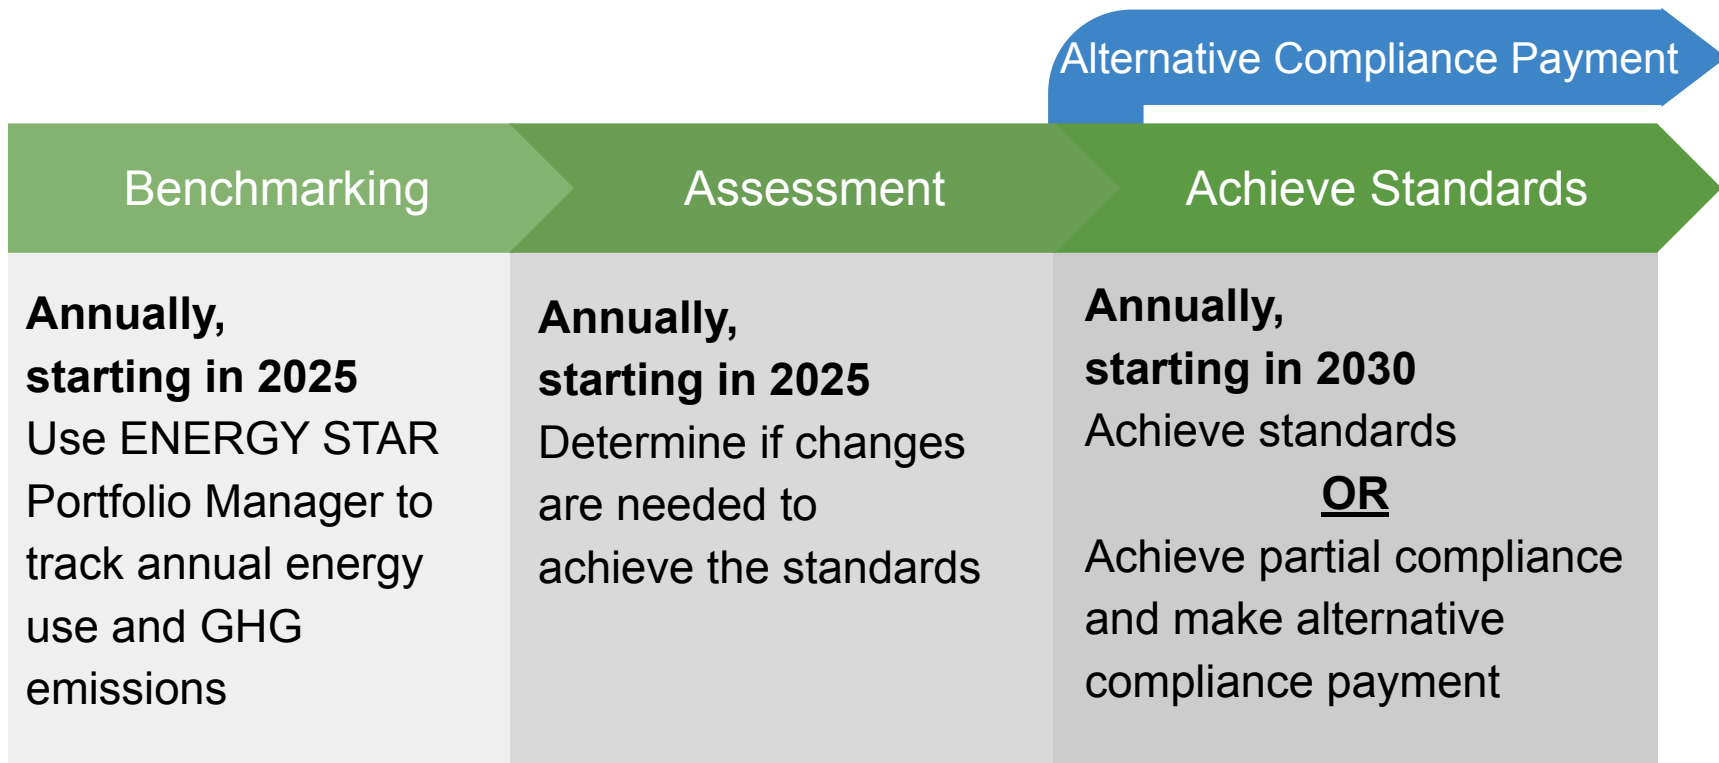 Alternative Compliance Payment
Benchmarking
Assessment
Achieve Standards
Annually,
starting in 2025
Use ENERGY STAR
Portfolio Manager to
track annual energy
use and GHG
emissions
Annually,
starting in 2025
Determine if changes
are needed to
achieve the standards
Annually,
starting in 2030
Achieve standards
OR
Achieve partial compliance
and make alternative
compliance payment